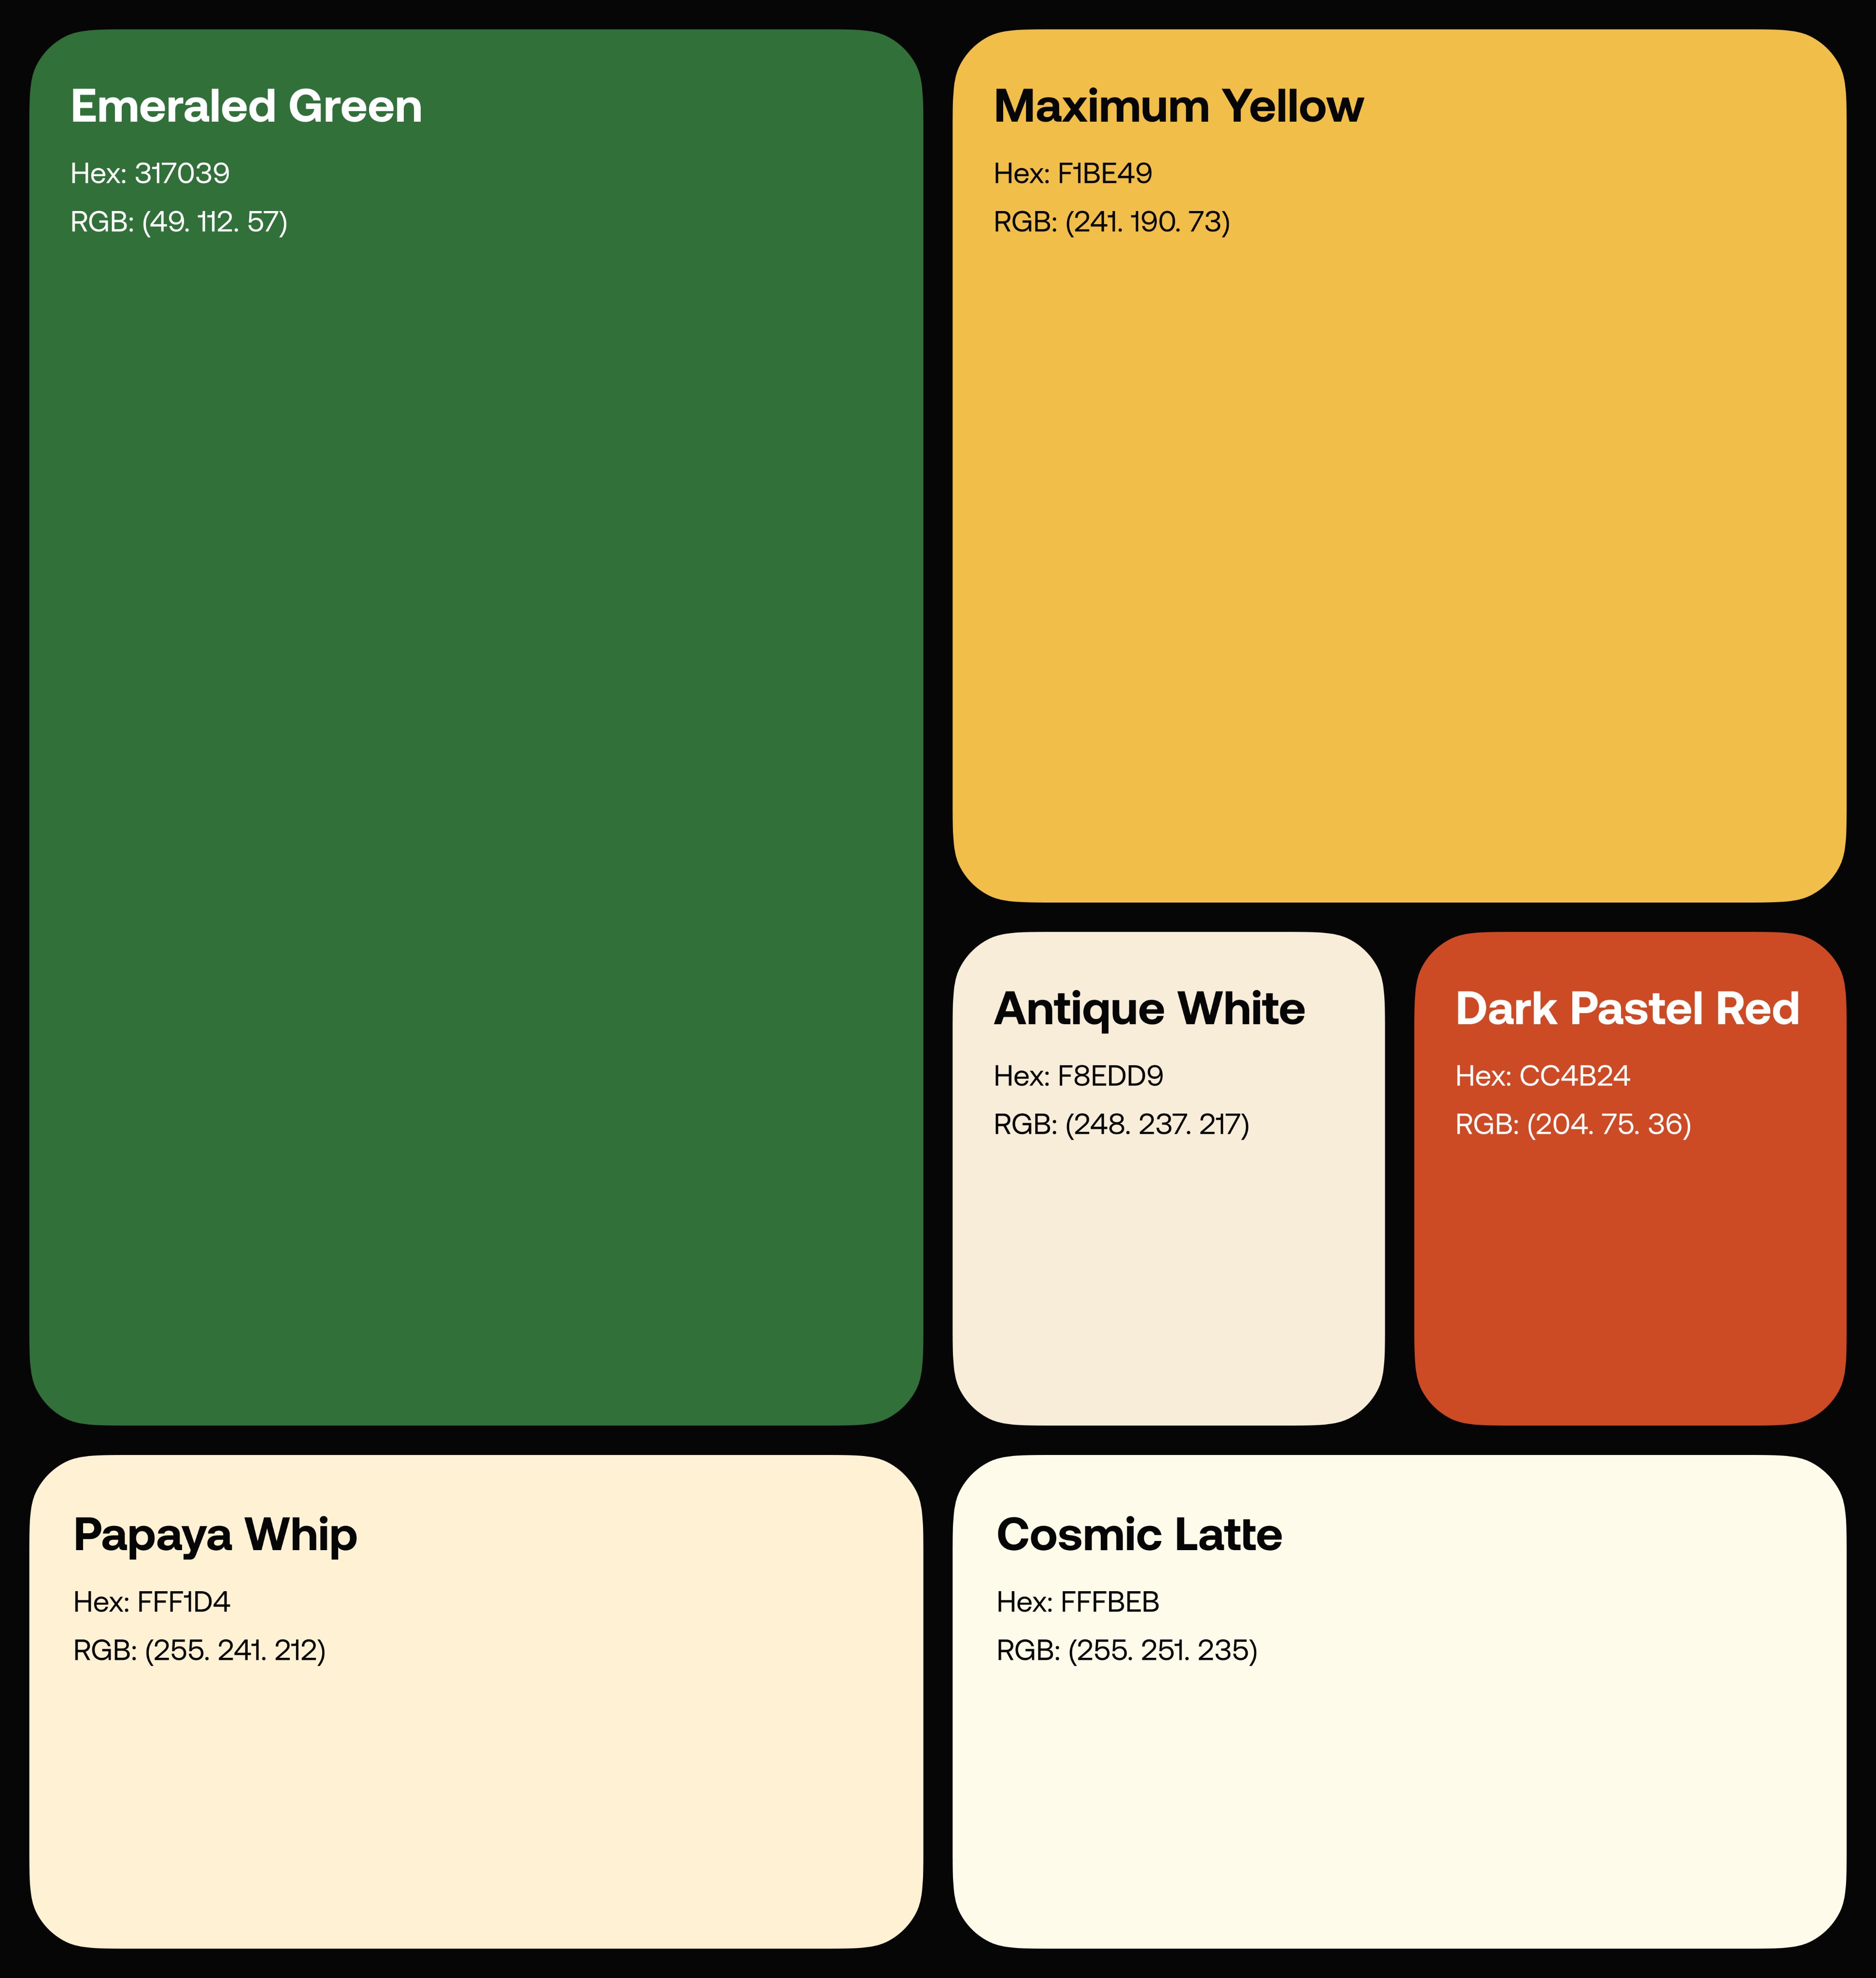 Emeraled Green
Hex: 317039
RGB: (49. 112. 57)
Maximum Yellow
Hex: F1BE49
RGB: (241. 190. 73)
Antique White
Hex: F8EDD9
RGB: (248. 237. 217)
Dark Pastel Red
Hex: CC4B24
RGB: (204. 75. 36)
Papaya Whip
Hex: FFF1D4
RGB: (255. 241. 212)
Cosmic Latte
Hex: FFFBEB
RGB: (255. 251. 235)